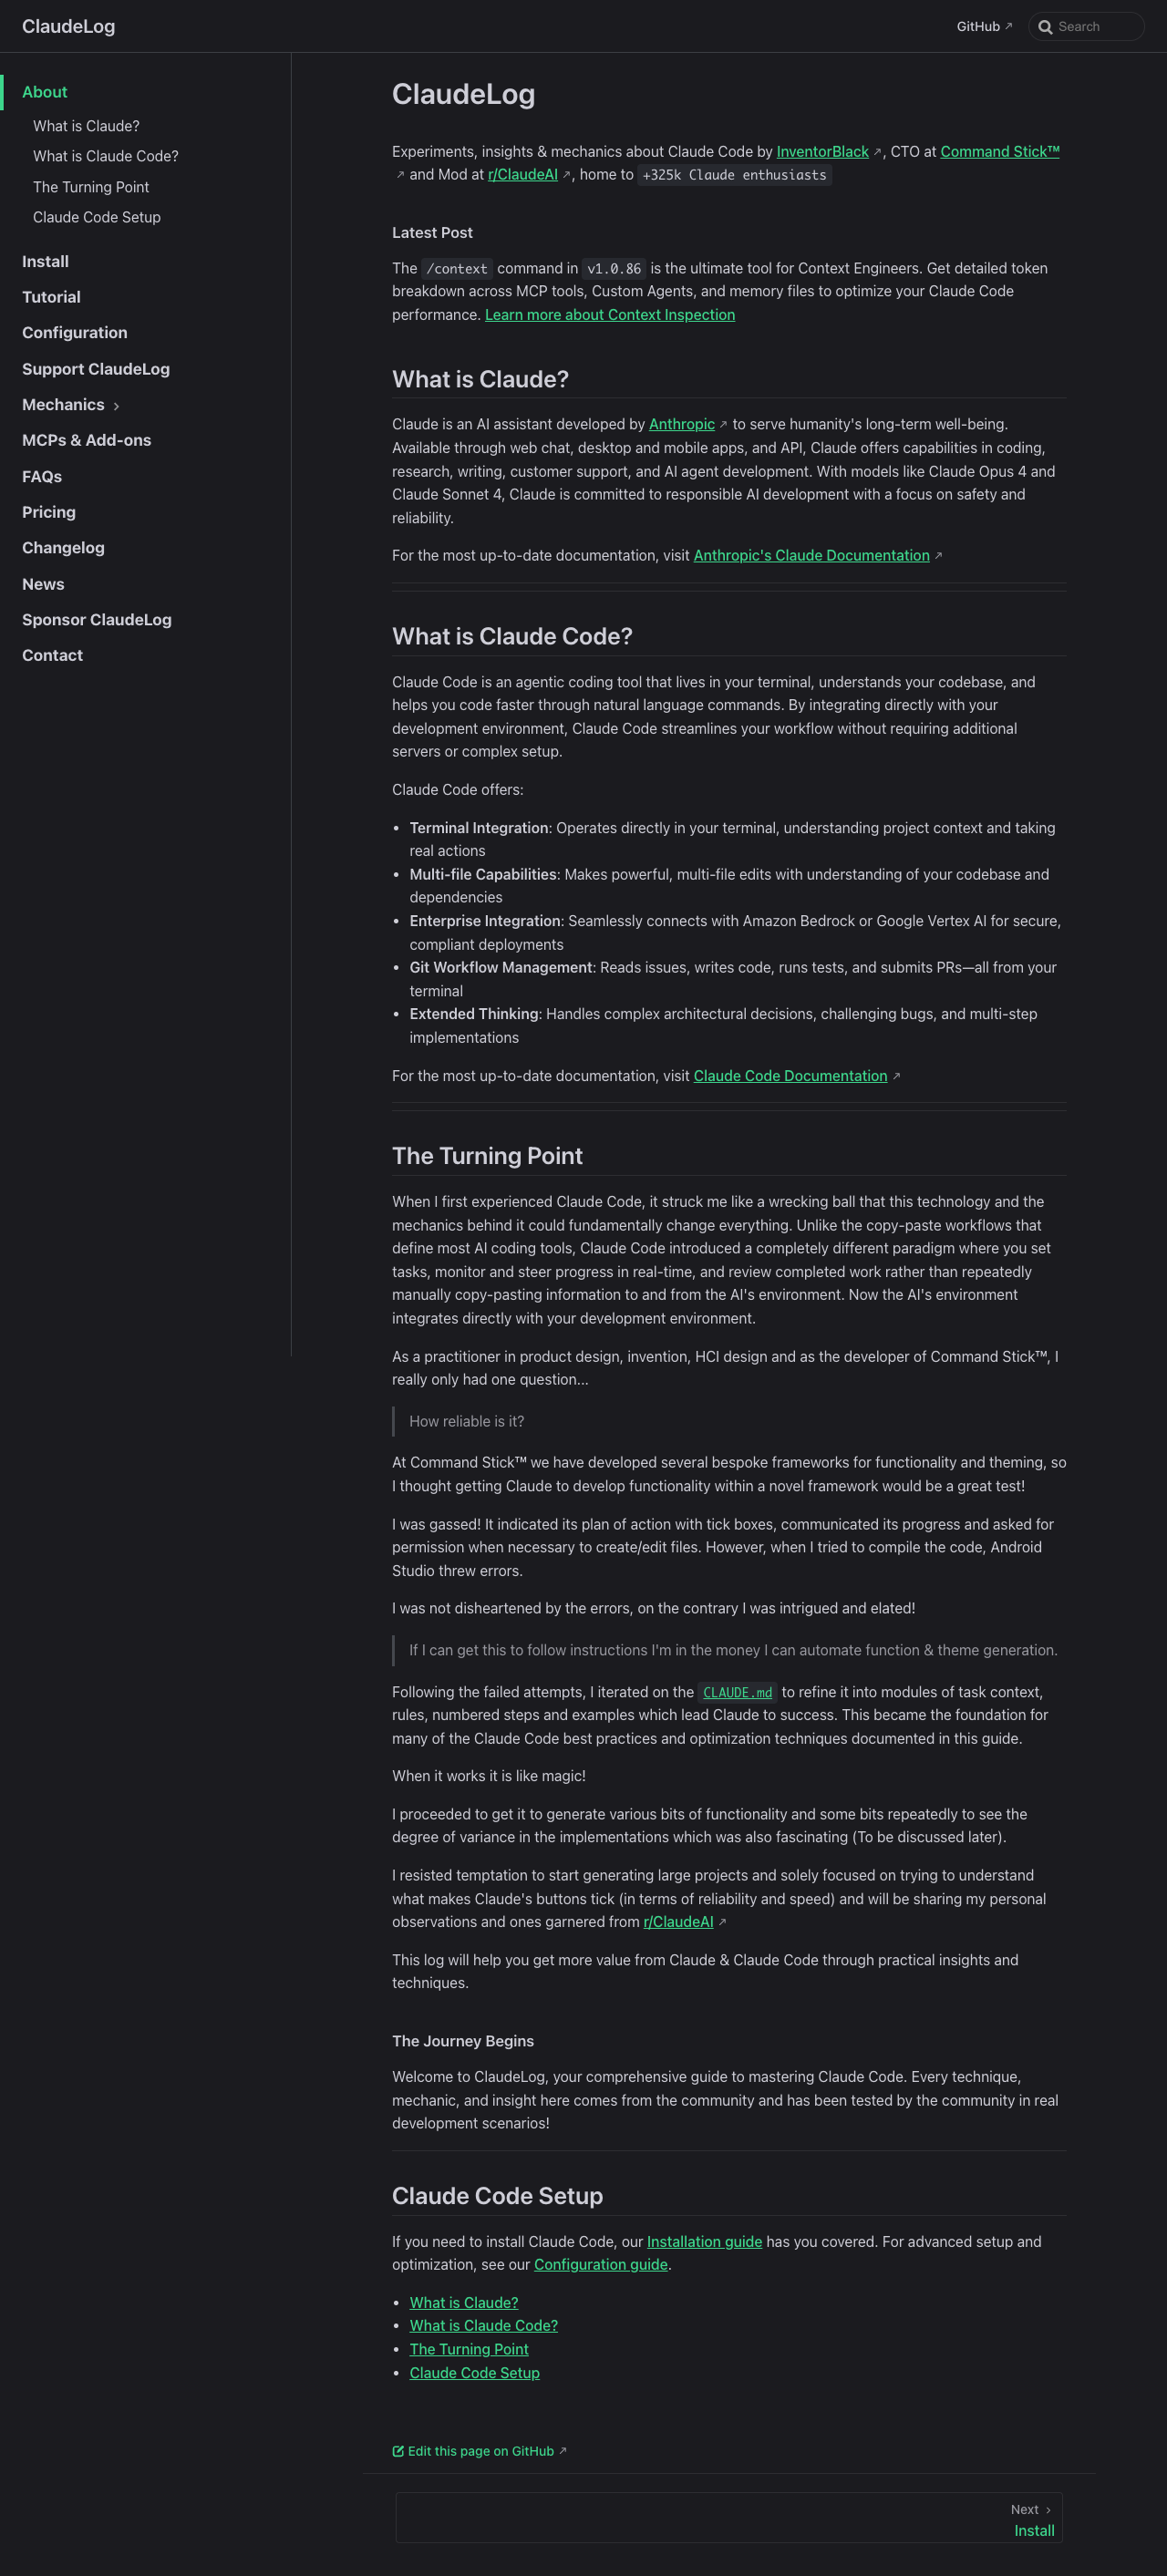 ClaudeLog
GitHub
Search
About
What is Claude?
What is Claude Code?
The Turning Point
Claude Code Setup
Install
Tutorial
Configuration
Support ClaudeLog
Mechanics
MCPs & Add-ons
FAQs
Pricing
Changelog
News
Sponsor ClaudeLog
Contact
ClaudeLog
Experiments, insights & mechanics about Claude Code by InventorBlack, CTO at Command Stick™
and Mod at r/ClaudeAI, home to +325k Claude enthusiasts
Latest Post
The /context command in v1.0.86 is the ultimate tool for Context Engineers. Get detailed token
breakdown across MCP tools, Custom Agents, and memory files to optimize your Claude Code
performance. Learn more about Context Inspection
What is Claude?
Claude is an AI assistant developed by Anthropic to serve humanity's long-term well-being.
Available through web chat, desktop and mobile apps, and API, Claude offers capabilities in coding,
research, writing, customer support, and AI agent development. With models like Claude Opus 4 and
Claude Sonnet 4, Claude is committed to responsible AI development with a focus on safety and
reliability.
For the most up-to-date documentation, visit Anthropic's Claude Documentation
What is Claude Code?
Claude Code is an agentic coding tool that lives in your terminal, understands your codebase, and
helps you code faster through natural language commands. By integrating directly with your
development environment, Claude Code streamlines your workflow without requiring additional
servers or complex setup.
Claude Code offers:
• Terminal Integration: Operates directly in your terminal, understanding project context and taking
real actions
• Multi-file Capabilities: Makes powerful, multi-file edits with understanding of your codebase and
dependencies
• Enterprise Integration: Seamlessly connects with Amazon Bedrock or Google Vertex AI for secure,
compliant deployments
• Git Workflow Management: Reads issues, writes code, runs tests, and submits PRs—all from your
terminal
• Extended Thinking: Handles complex architectural decisions, challenging bugs, and multi-step
implementations
For the most up-to-date documentation, visit Claude Code Documentation
The Turning Point
When I first experienced Claude Code, it struck me like a wrecking ball that this technology and the
mechanics behind it could fundamentally change everything. Unlike the copy-paste workflows that
define most AI coding tools, Claude Code introduced a completely different paradigm where you set
tasks, monitor and steer progress in real-time, and review completed work rather than repeatedly
manually copy-pasting information to and from the AI's environment. Now the AI's environment
integrates directly with your development environment.
As a practitioner in product design, invention, HCI design and as the developer of Command Stick™, I
really only had one question...
How reliable is it?
At Command Stick™ we have developed several bespoke frameworks for functionality and theming, so
I thought getting Claude to develop functionality within a novel framework would be a great test!
I was gassed! It indicated its plan of action with tick boxes, communicated its progress and asked for
permission when necessary to create/edit files. However, when I tried to compile the code, Android
Studio threw errors.
I was not disheartened by the errors, on the contrary I was intrigued and elated!
If I can get this to follow instructions I'm in the money I can automate function & theme generation.
Following the failed attempts, I iterated on the CLAUDE.md to refine it into modules of task context,
rules, numbered steps and examples which lead Claude to success. This became the foundation for
many of the Claude Code best practices and optimization techniques documented in this guide.
When it works it is like magic!
I proceeded to get it to generate various bits of functionality and some bits repeatedly to see the
degree of variance in the implementations which was also fascinating (To be discussed later).
I resisted temptation to start generating large projects and solely focused on trying to understand
what makes Claude's buttons tick (in terms of reliability and speed) and will be sharing my personal
observations and ones garnered from r/ClaudeAI
This log will help you get more value from Claude & Claude Code through practical insights and
techniques.
The Journey Begins
Welcome to ClaudeLog, your comprehensive guide to mastering Claude Code. Every technique,
mechanic, and insight here comes from the community and has been tested by the community in real
development scenarios!
Claude Code Setup
If you need to install Claude Code, our Installation guide has you covered. For advanced setup and
optimization, see our Configuration guide.
• What is Claude?
• What is Claude Code?
• The Turning Point
• Claude Code Setup
Edit this page on GitHub
Next
Install